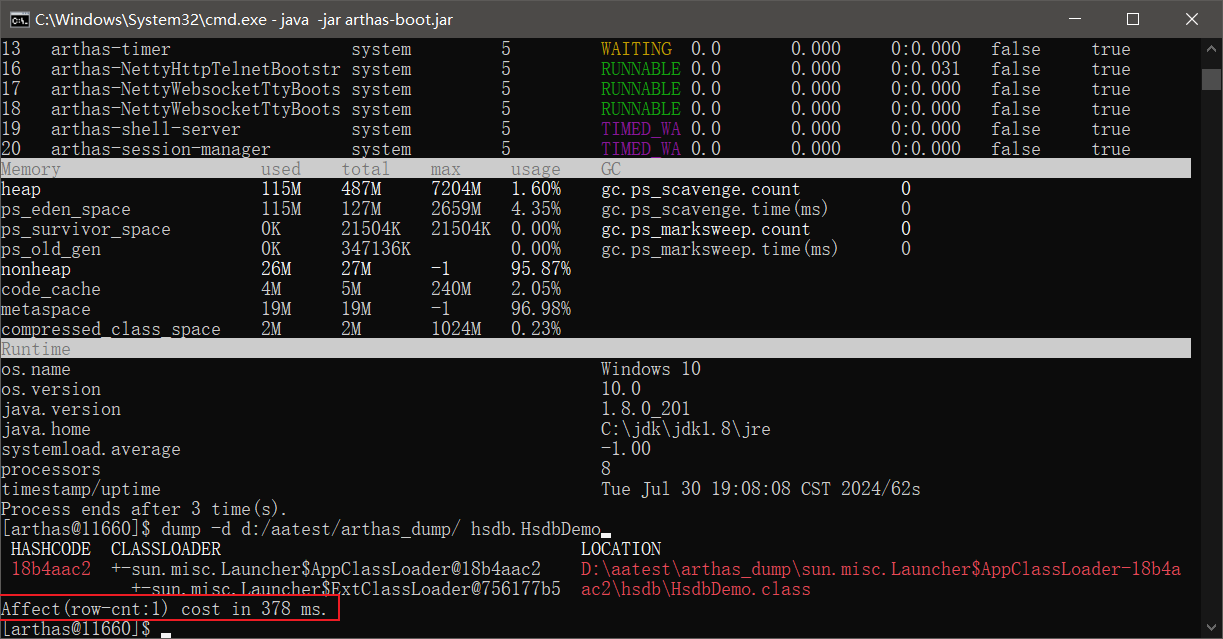 C:\Windows\System32\cmd.exe - java -jar arthas-boot.jar
13 arthas-timer system 5 WAITING 0.0 0.000 0:0.000 false true
16 arthas-NettyHttpTelnetBootstr system 5 RUNNABLE 0.0 0.000 0:0.031 false true
17 arthas-NettyWebsocketTtyBoots system 5 RUNNABLE 0.0 0.000 0:0.000 false true
18 arthas-NettyWebsocketTtyBoots system 5 RUNNABLE 0.0 0.000 0:0.000 false true
19 arthas-shell-server system 5 TIMED_WA 0.0 0.000 0:0.000 false true
20 arthas-session-manager system 5 TIMED_WA 0.0 0.000 0:0.000 false true
Memory used total max usage GC
heap 115M 487M 7204M 1.60% gc.ps_scavenge.count 0
ps_eden_space 115M 127M 2659M 4.35% gc.ps_scavenge.time(ms) 0
ps_survivor_space 0K 21504K 21504K 0.00% gc.ps_marksweep.count 0
ps_old_gen 0K 347136K 0.00% gc.ps_marksweep.time(ms) 0
nonheap 26M 27M -1 95.87%
code_cache 4M 5M 240M 2.05%
metaspace 19M 19M -1 96.98%
compressed_class_space 2M 2M 1024M 0.23%
Runtime
os.name Windows 10
os.version 10.0
java.version 1.8.0_201
java.home C:\jdk\jdk1.8\jre
systemload.average -1.00
processors 8
timestamp/uptime Tue Jul 30 19:08:08 CST 2024/62s
Process ends after 3 time(s).
[arthas@11660]$ dump -d d:/aatest/arthas_dump/ hsdb.HsdbDemo
HASHCODE CLASSLOADER LOCATION
18b4aac2 +-sun.misc.Launcher$AppClassLoader@18b4aac2 D:\aatest\arthas_dump\sun.misc.Launcher$AppClassLoader-18b4a
+-sun.misc.Launcher$ExtClassLoader@756177b5 ac2\hsdb\HsdbDemo.class
Affect(row-cnt:1) cost in 378 ms.
[arthas@11660]$